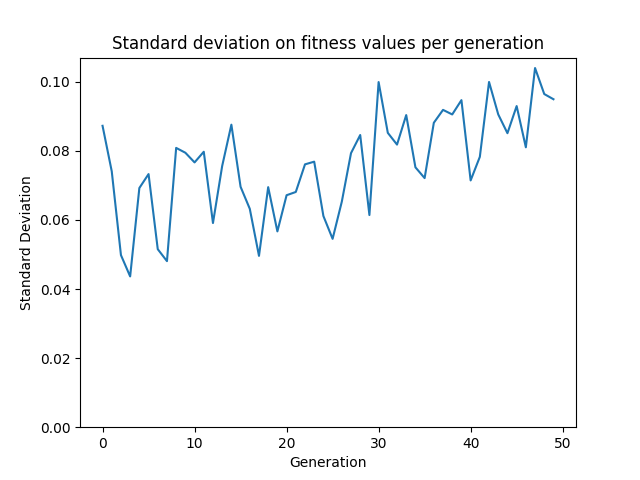 Standard deviation on fitness values per generation
0.10
0.08
0.06
0.04
0.02
0.00
Standard Deviation
0 10 20 30 40 50
Generation